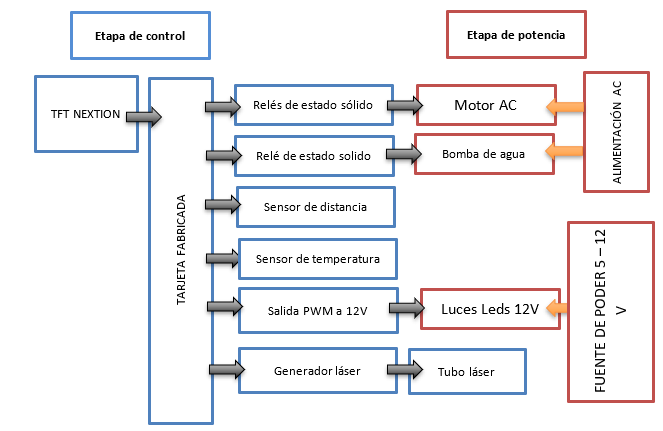 Etapa de control
Etapa de potencia
TFT NEXTION
TARJETA FABRICADA
Relés de estado sólido
Motor AC
ALIMENTACIÓN AC
Relé de estado solido
Bomba de agua
Sensor de distancia
Sensor de temperatura
Salida PWM a 12V
Luces Leds 12V
FUENTE DE PODER 5 – 12
V
Generador láser
Tubo láser